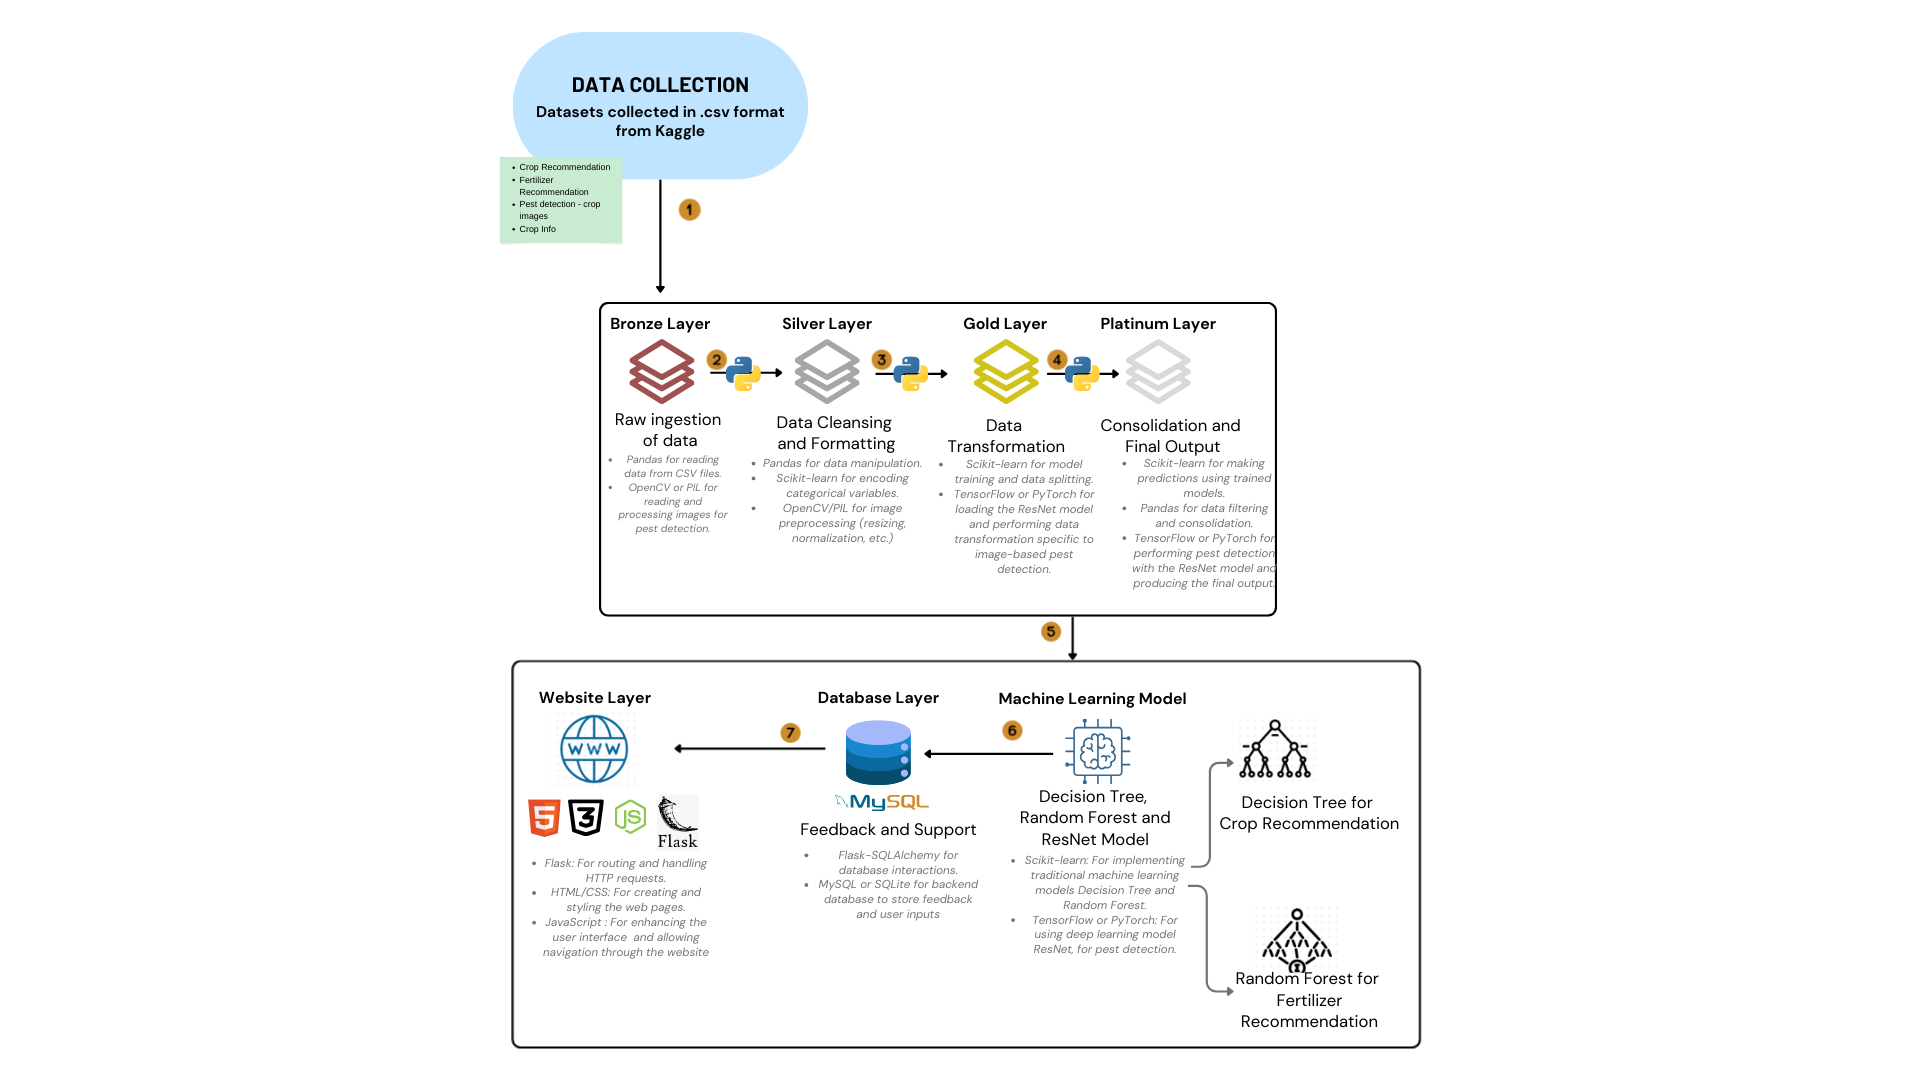 DATA COLLECTION
Datasets collected in .csv format
from Kaggle
• Crop Recommendation
• Fertilizer
Recommendation
• Pest detection - crop
images
• Crop Info
1
Bronze Layer
Silver Layer
Gold Layer
Platinum Layer
2
3
4
Raw ingestion
of data
• Pandas for reading
data from CSV files.
• OpenCV or PIL for
reading and
processing images for
pest detection.
Data Cleansing
and Formatting
• Pandas for data manipulation.
• Scikit-learn for encoding
categorical variables.
• OpenCV/PIL for image
preprocessing (resizing,
normalization, etc.)
Data
Transformation
• Scikit-learn for model
training and data splitting.
• TensorFlow or PyTorch for
loading the ResNet model
and performing data
transformation specific to
image-based pest
detection.
Consolidation and
Final Output
• Scikit-learn for making
predictions using trained
models.
• Pandas for data filtering
and consolidation.
• TensorFlow or PyTorch for
performing pest detection
with the ResNet model and
producing the final output.
5
Website Layer
Database Layer
Machine Learning Model
7
6
WWW
5
3
JS
Flask
• Flask: For routing and handling
HTTP requests.
• HTML/CSS: For creating and
styling the web pages.
• JavaScript : For enhancing the
user interface  and allowing
navigation through the website
MySQL
Feedback and Support
• Flask-SQLAlchemy for
database interactions.
• MySQL or SQLite for backend
database to store feedback
and user inputs
Decision Tree,
Random Forest and
ResNet Model
• Scikit-learn: For implementing
traditional machine learning
models Decision Tree and
Random Forest.
• TensorFlow or PyTorch: For
using deep learning model
ResNet, for pest detection.
Decision Tree for
Crop Recommendation
Random Forest for
Fertilizer
Recommendation